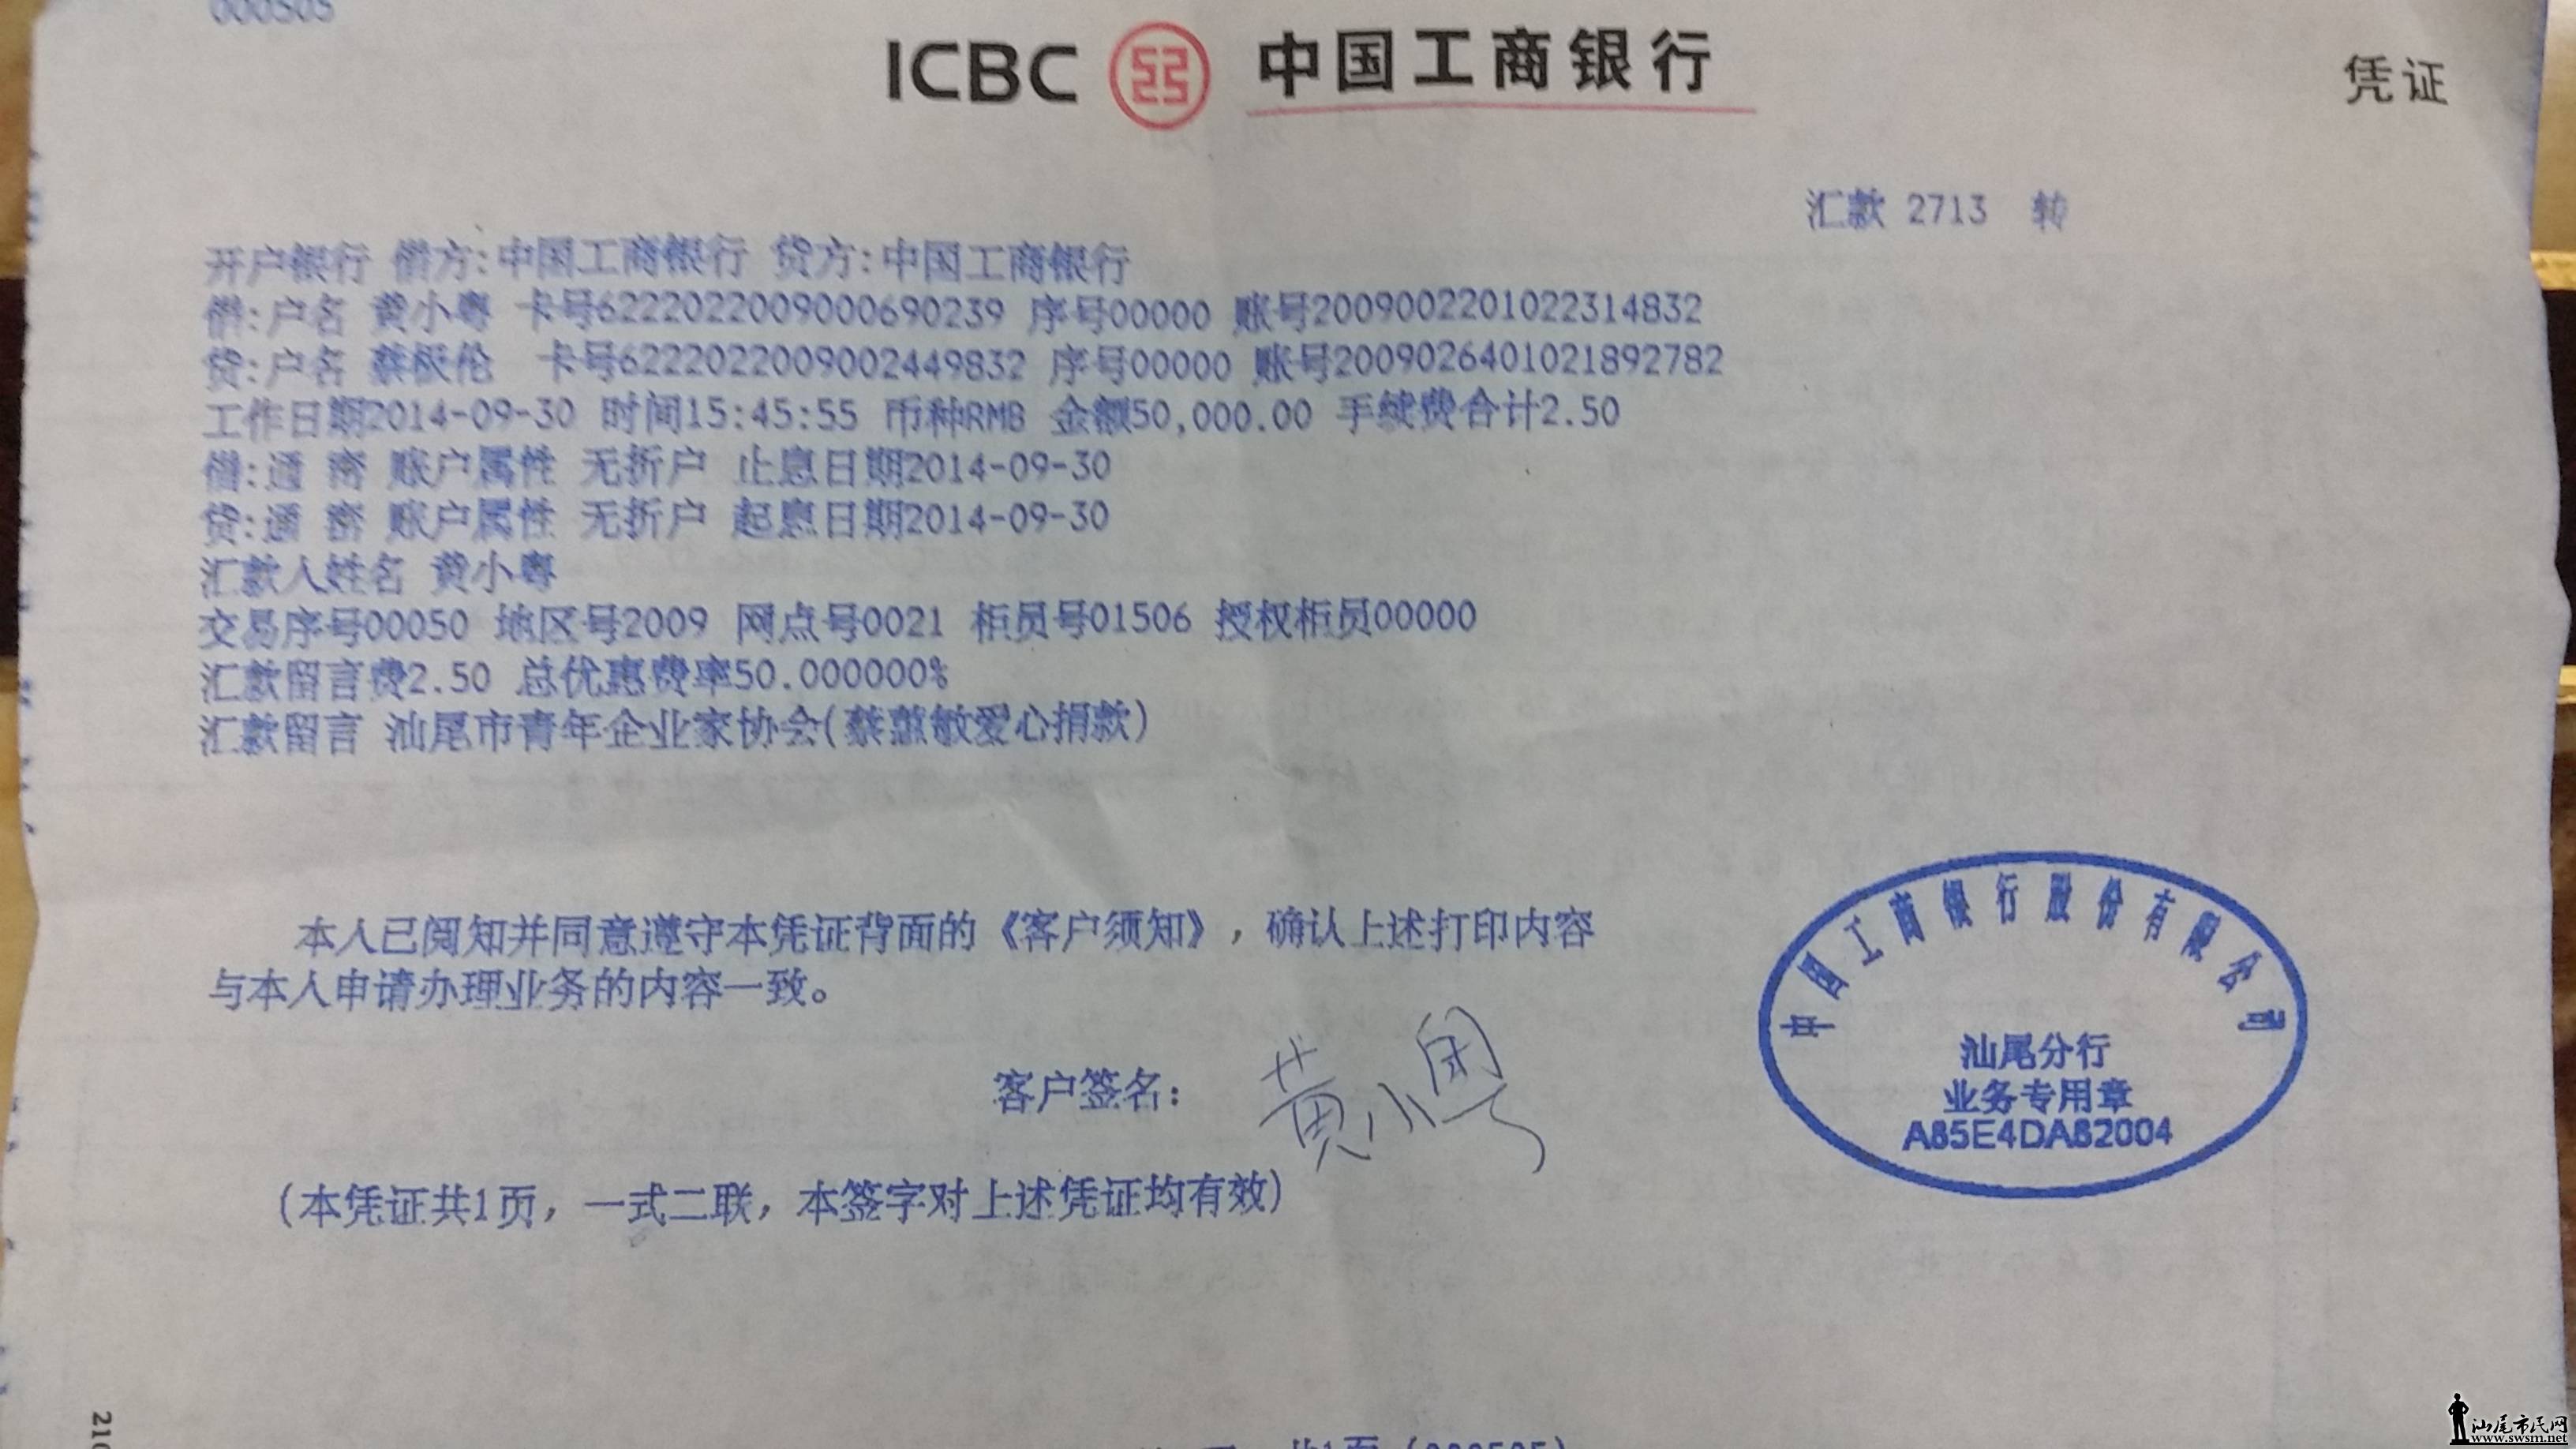 000505
ICBC 中国工商银行
凭证
汇款 2713 转
开户银行 借方:中国工商银行 贷方:中国工商银行
借:户名 黄小粤 卡号6222022009000690239 序号00000 账号2009002201022314832
贷:户名 蔡极伦 卡号6222022009002449832 序号00000 账号2009026401021892782
工作日期2014-09-30 时间15:45:55 币种RMB 金额50,000.00 手续费合计2.50
借:通 密 账户属性 无折户 止息日期2014-09-30
贷:通 密 账户属性 无折户 起息日期2014-09-30
汇款人姓名 黄小粤
交易序号00050 地区号2009 网点号0021 柜员号01506 授权柜员00000
汇款留言费2.50 总优惠费率50.000000%
汇款留言 汕尾市青年企业家协会(蔡蕙敏爱心捐款)
本人已阅知并同意遵守本凭证背面的《客户须知》，确认上述打印内容
与本人申请办理业务的内容一致。
客户签名： 黄小粤
(本凭证共1页，一式二联，本签字对上述凭证均有效)
中国工商银行股份有限公司
汕尾分行
业务专用章
A85E4DA82004
210
共1页 (000505)
汕尾市民网
www.swsm.net